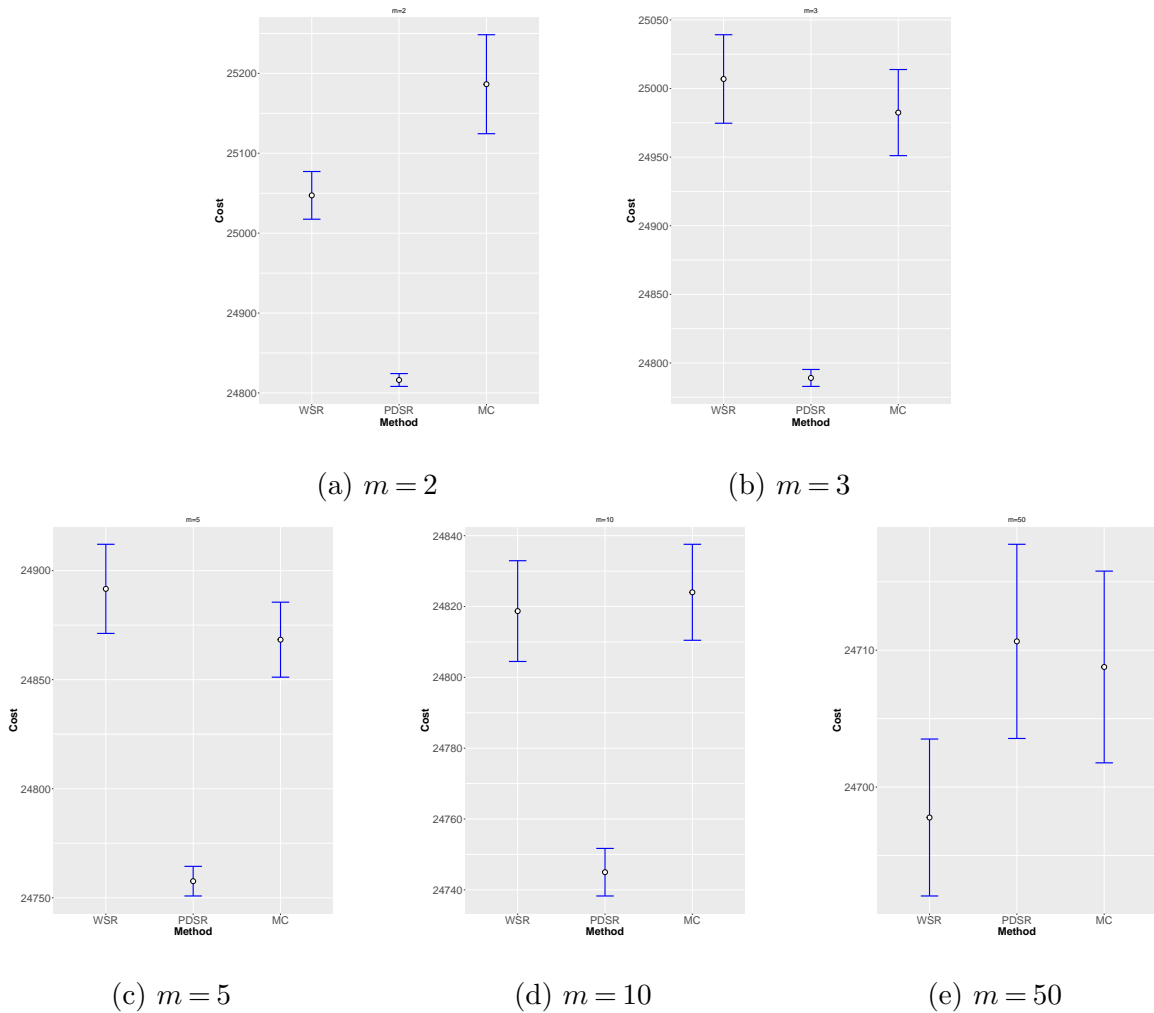 m=2
25200
25100
25000
24900
24800
Cost
WSR PDSR MC
Method
(a) m = 2
m=3
25050
25000
24950
24900
24850
24800
Cost
WSR PDSR MC
Method
(b) m = 3
m=5
24900
24850
24800
24750
Cost
WSR PDSR MC
Method
(c) m = 5
m=10
24840
24820
24800
24780
24760
24740
Cost
WSR PDSR MC
Method
(d) m = 10
m=50
24710
24700
Cost
WSR PDSR MC
Method
(e) m = 50